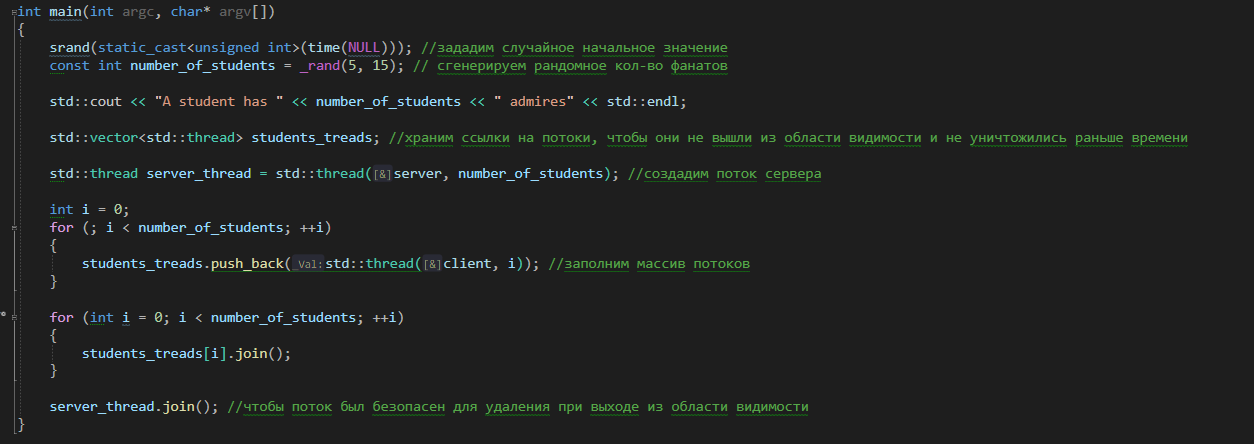 int main(int argc, char* argv[])
{
srand(static_cast<unsigned int>(time(NULL))); //зададим случайное начальное значение
const int number_of_students = _rand(5, 15); // сгенерируем рандомное кол-во фанатов
std::cout << "A student has " << number_of_students << " admires" << std::endl;
std::vector<std::thread> students_treads; //храним ссылки на потоки, чтобы они не вышли из области видимости и не уничтожились раньше времени
std::thread server_thread = std::thread([&]server, number_of_students); //создадим поток сервера
int i = 0;
for (; i < number_of_students; ++i)
{
students_treads.push_back(Val:std::thread([&]client, i)); //заполним массив потоков
}
for (int i = 0; i < number_of_students; ++i)
{
students_treads[i].join();
}
server_thread.join(); //чтобы поток был безопасен для удаления при выходе из области видимости
}